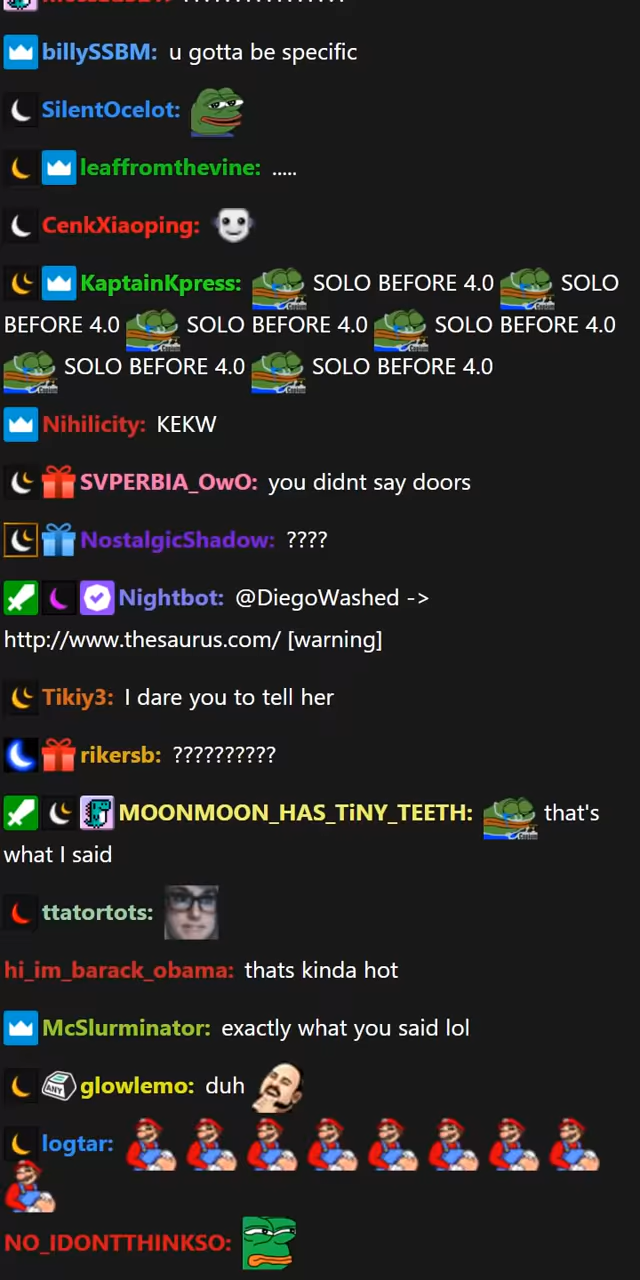 billySSBM: u gotta be specific
SilentOcelot:
leaffromthevine: .....
CenkXiaoping:
KaptainKpress: SOLO BEFORE 4.0 SOLO
BEFORE 4.0 SOLO BEFORE 4.0 SOLO BEFORE 4.0
SOLO BEFORE 4.0 SOLO BEFORE 4.0
Nihilicity: KEKW
SVPERBIA_OwO: you didnt say doors
NostalgicShadow: ????
Nightbot: @DiegoWashed ->
http://www.thesaurus.com/ [warning]
Tikiy3: I dare you to tell her
rikersb: ??????????
MOONMOON_HAS_TiNY_TEETH: that's
what I said
ttatortots:
hi_im_barack_obama: thats kinda hot
McSlurminator: exactly what you said lol
ANY glowlemo: duh
logtar:
NO_IDONTTHINKSO: